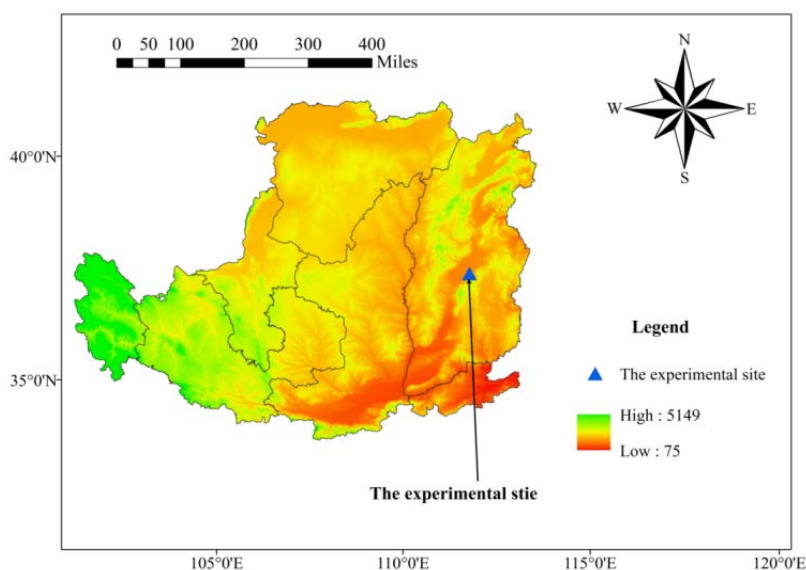 0 50 100 200 300 400
Miles
N
W E
S
40°0'N
35°0'N
Legend
The experimental site
High : 5149
Low : 75
The experimental stie
105°0'E 110°0'E 115°0'E 120°0'E